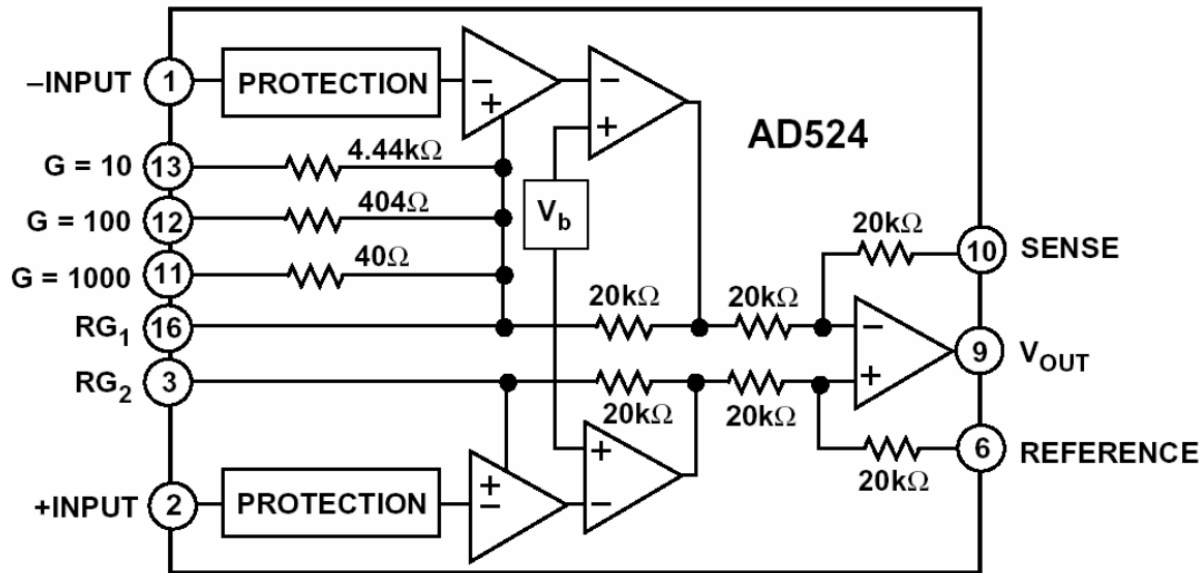 –INPUT 1 PROTECTION − + − + AD524
G = 10 13 4.44kΩ
G = 100 12 404Ω V_b 20kΩ 10 SENSE
G = 1000 11 40Ω
RG₁ 16 20kΩ 20kΩ −
9 V_OUT
RG₂ 3 20kΩ 20kΩ +
+ 6 REFERENCE
20kΩ
+INPUT 2 PROTECTION + − −